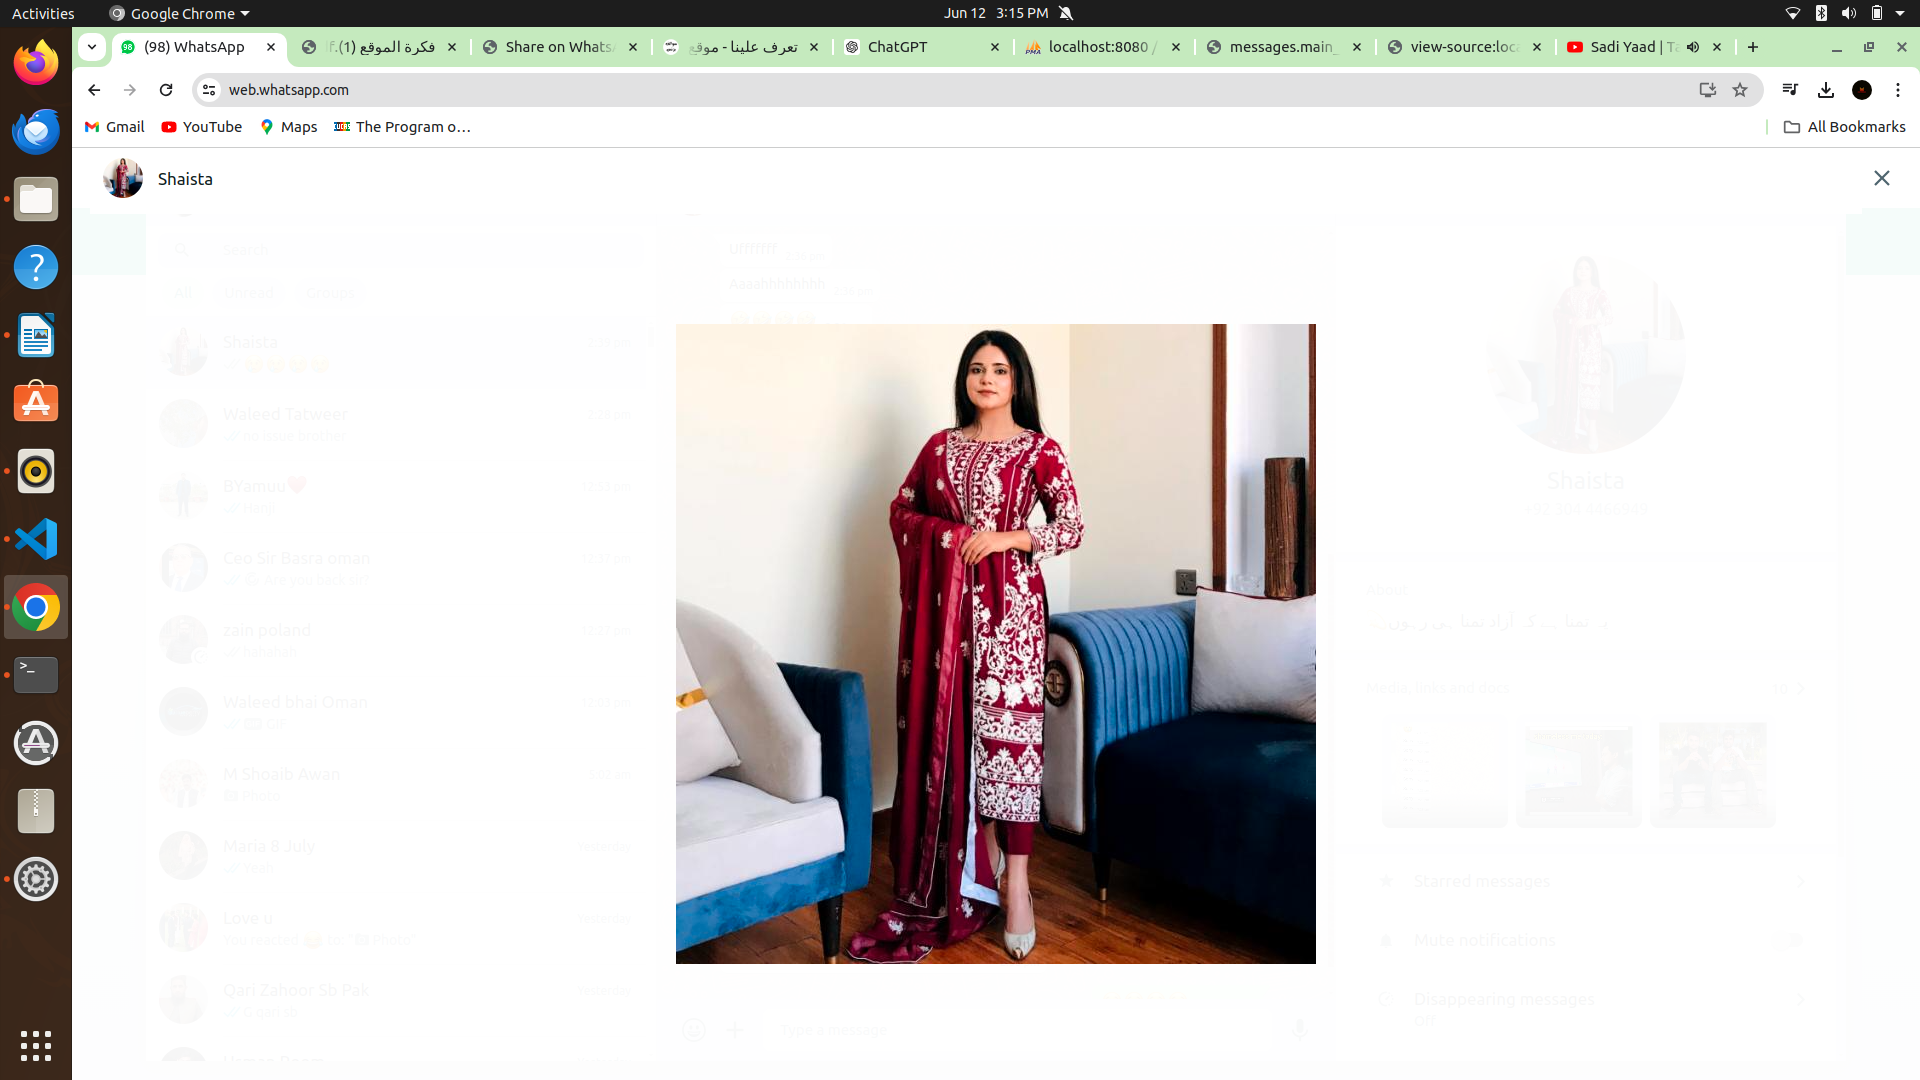 Activities
Google Chrome
Jun 12 3:15 PM
(98) WhatsApp
فكرة الموقع (1).
Share on Whats
تعرف علينا - موقع
ChatGPT
localhost:8080 /
messages.main_
view-source:loc
Sadi Yaad | Ta
web.whatsapp.com
Gmail
YouTube
Maps
The Program o…
All Bookmarks
Shaista
Search
All
Unread
Groups
Shaista
Waleed Tatweer
BYamuu
Ceo Sir Basra oman
zain poland
Waleed bhai Oman
M Shoaib Awan
Photo
Maria 8 July
Yesterday
Yeah
Love u
Yesterday
Qari Zahoor Sb Pak
Yesterday
Type a message
Shaista
About
Media, links and docs
Starred messages
Mute notifications
Disappearing messages
Off